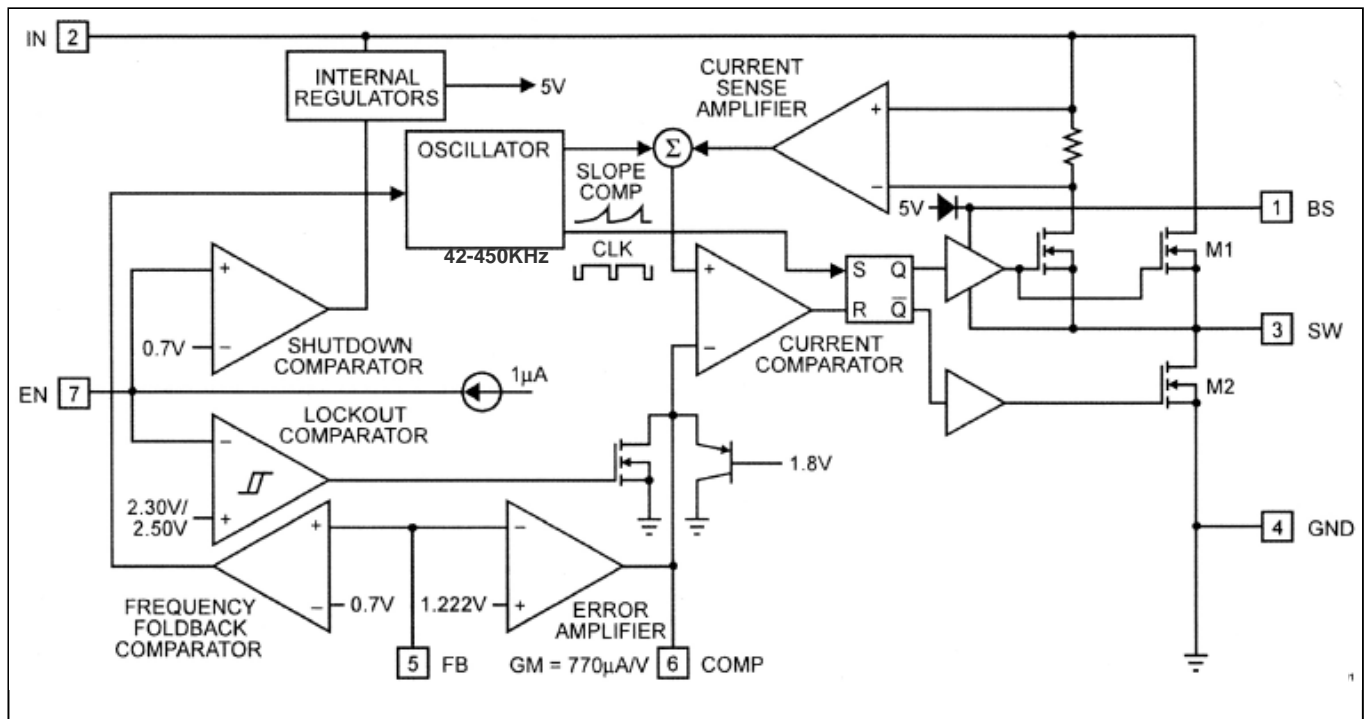 IN 2
INTERNAL
REGULATORS
5V
CURRENT
SENSE
AMPLIFIER
+
−
OSCILLATOR
42-450KHz
Σ
SLOPE
COMP
CLK
5V
1 BS
M1
+
−
0.7V
SHUTDOWN
COMPARATOR
+
−
S Q
R Q̅
CURRENT
COMPARATOR
3 SW
EN 7
1µA
M2
LOCKOUT
COMPARATOR
−
+
2.30V/
2.50V
1.8V
4 GND
+
−
0.7V
FREQUENCY
FOLDBACK
COMPARATOR
−
+
1.222V
ERROR
AMPLIFIER
5 FB
GM = 770µA/V
6 COMP